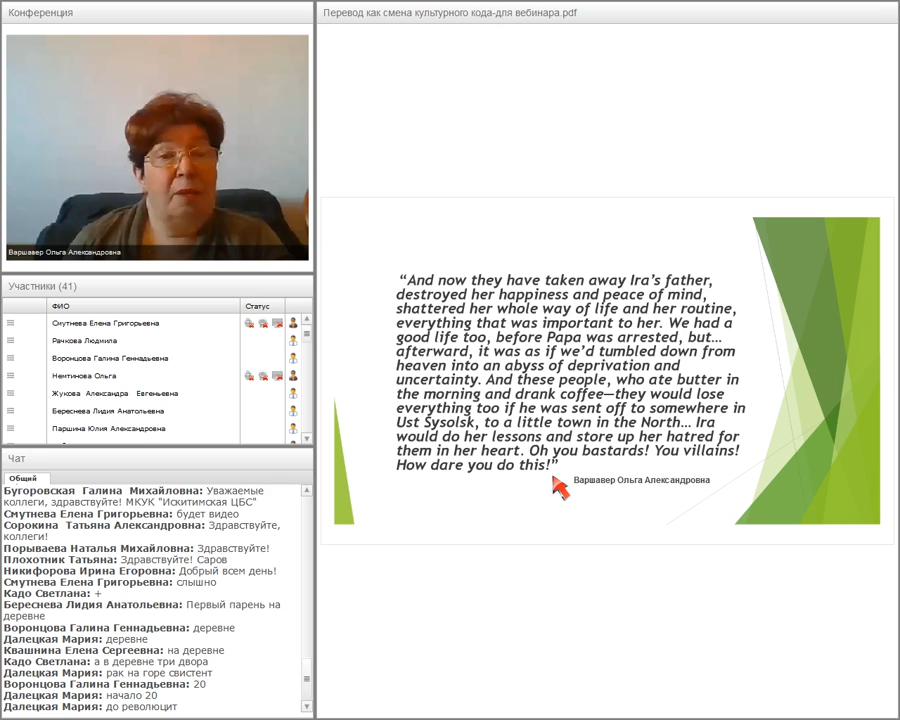 Конференция
Варшавер Ольга Александровна
Участники (41)
ФИО
Статус
Смутнева Елена Григорьевна
Рачкова Людмила
Воронцова Галина Геннадьевна
Немтинова Ольга
Жукова Александра Евгеньевна
Береснева Лидия Анатольевна
Паршина Юлия Александровна
Чат
Общий
Бугоровская Галина Михайловна: Уважаемые
коллеги, здравствуйте! МКУК "Искитимская ЦБС"
Смутнева Елена Григорьевна: будет видео
Сорокина Татьяна Александровна: Здравствуйте,
коллеги!
Порываева Наталья Михайловна: Здравствуйте!
Плохотник Татьяна: Здравствуйте! Саров
Никифорова Ирина Егоровна: Добрый всем день!
Смутнева Елена Григорьевна: слышно
Кадо Светлана: +
Береснева Лидия Анатольевна: Первый парень на
деревне
Воронцова Галина Геннадьевна: деревне
Далецкая Мария: деревне
Квашнина Елена Сергеевна: на деревне
Кадо Светлана: а в деревне три двора
Далецкая Мария: рак на горе свистент
Воронцова Галина Геннадьевна: 20
Далецкая Мария: начало 20
Далецкая Мария: до революцит
Перевод как смена культурного кода-для вебинара.pdf
“And now they have taken away Ira’s father,
destroyed her happiness and peace of mind,
shattered her whole way of life and her routine,
everything that was important to her. We had a
good life too, before Papa was arrested, but…
afterward, it was as if we’d tumbled down from
heaven into an abyss of deprivation and
uncertainty. And these people, who ate butter in
the morning and drank coffee—they would lose
everything too if he was sent off to somewhere in
Ust Sysolsk, to a little town in the North… Ira
would do her lessons and store up her hatred for
them in her heart. Oh you bastards! You villains!
How dare you do this!”
Варшавер Ольга Александровна